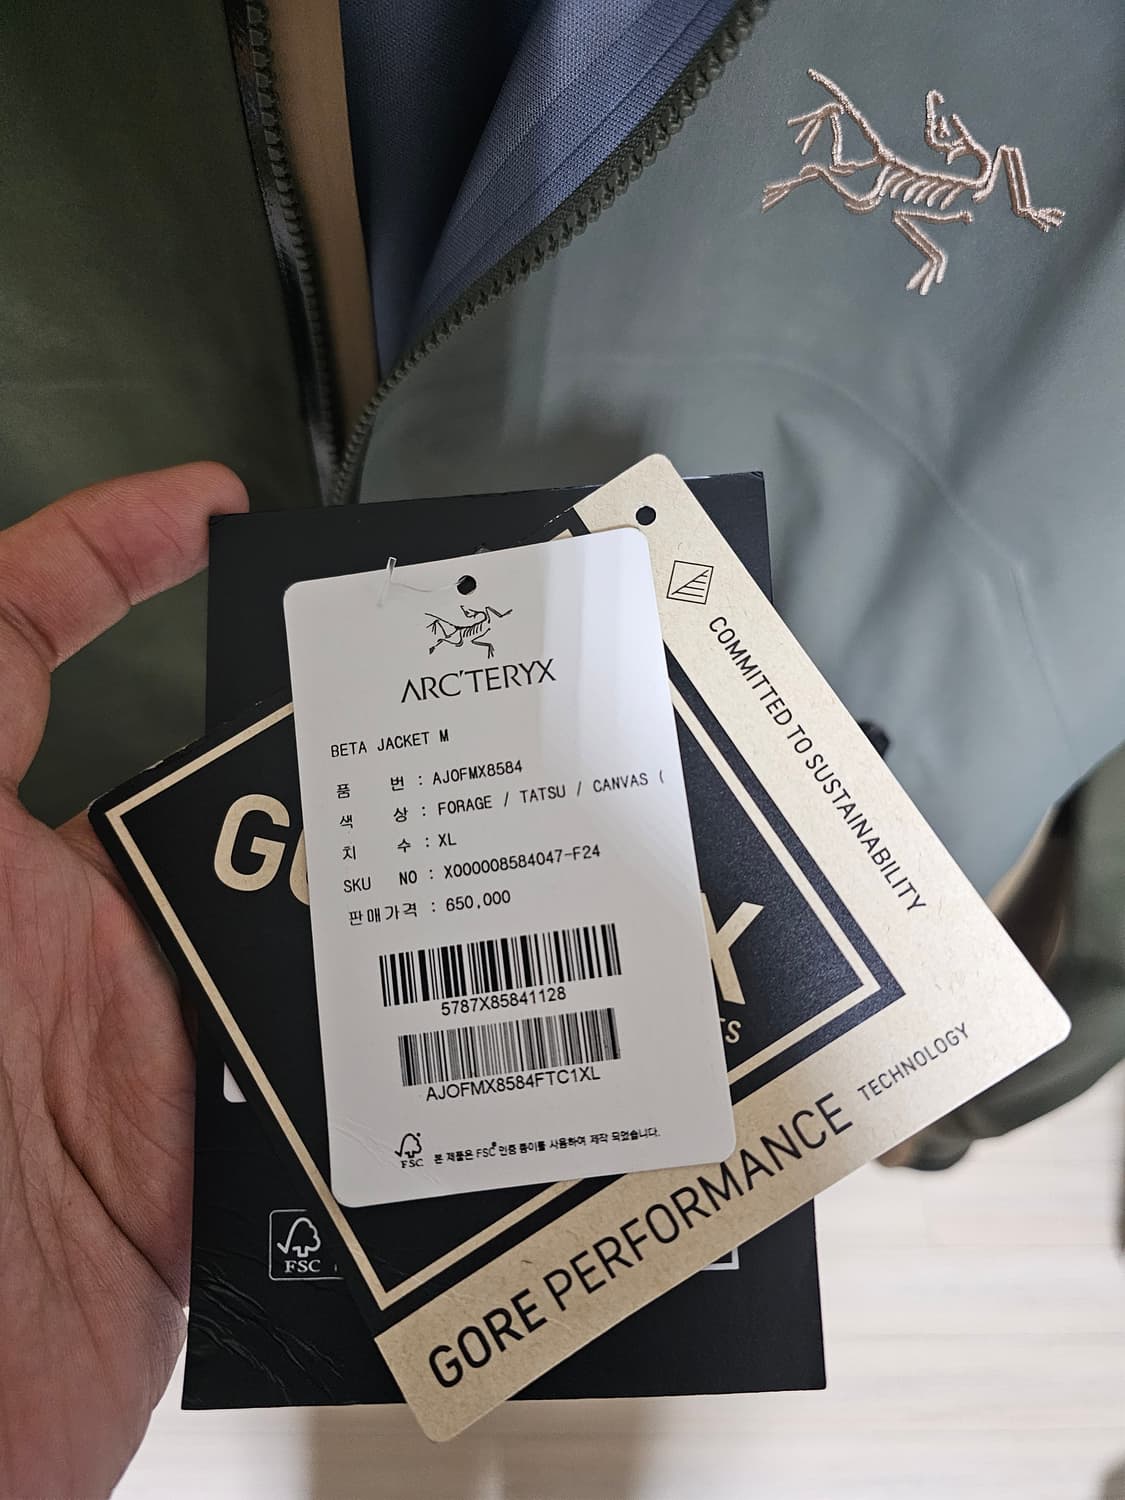 ARC'TERYX
BETA JACKET M
품 번 : AJOFMX8584
색 상 : FORAGE / TATSU / CANVAS (
치 수 : XL
SKU NO : X000008584047-F24
판매가격 : 650,000
5787X85841128
AJOFMX8584FTC1XL
FSC
본 제품은 FSC® 인증 종이를 사용하여 제작 되었습니다.
COMMITTED TO SUSTAINABILITY
GORE PERFORMANCE TECHNOLOGY
FSC